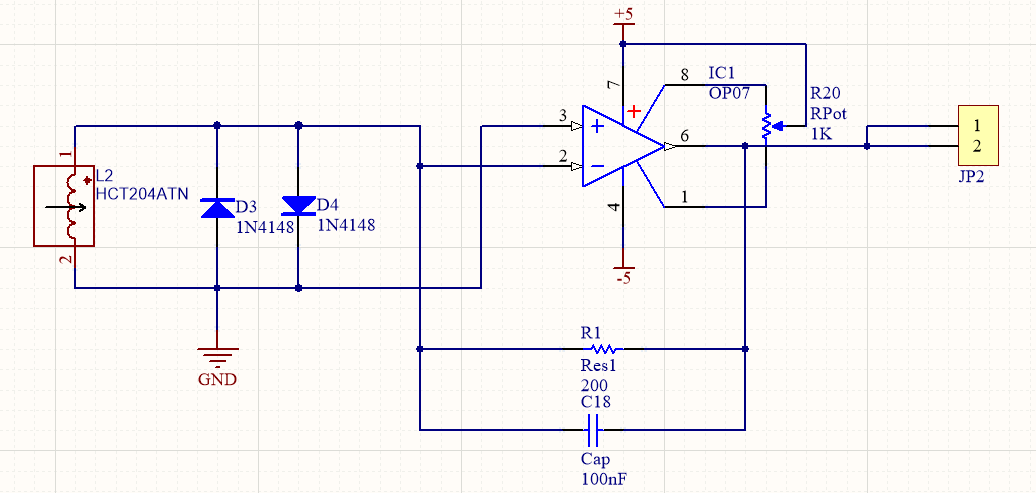 +5
7
8
IC1
OP07
R20
RPot
1K
3
+
2
−
6
1
4
-5
1
2
JP2
1
L2
HCT204ATN
2
D3
1N4148
D4
1N4148
GND
R1
Res1
200
C18
Cap
100nF